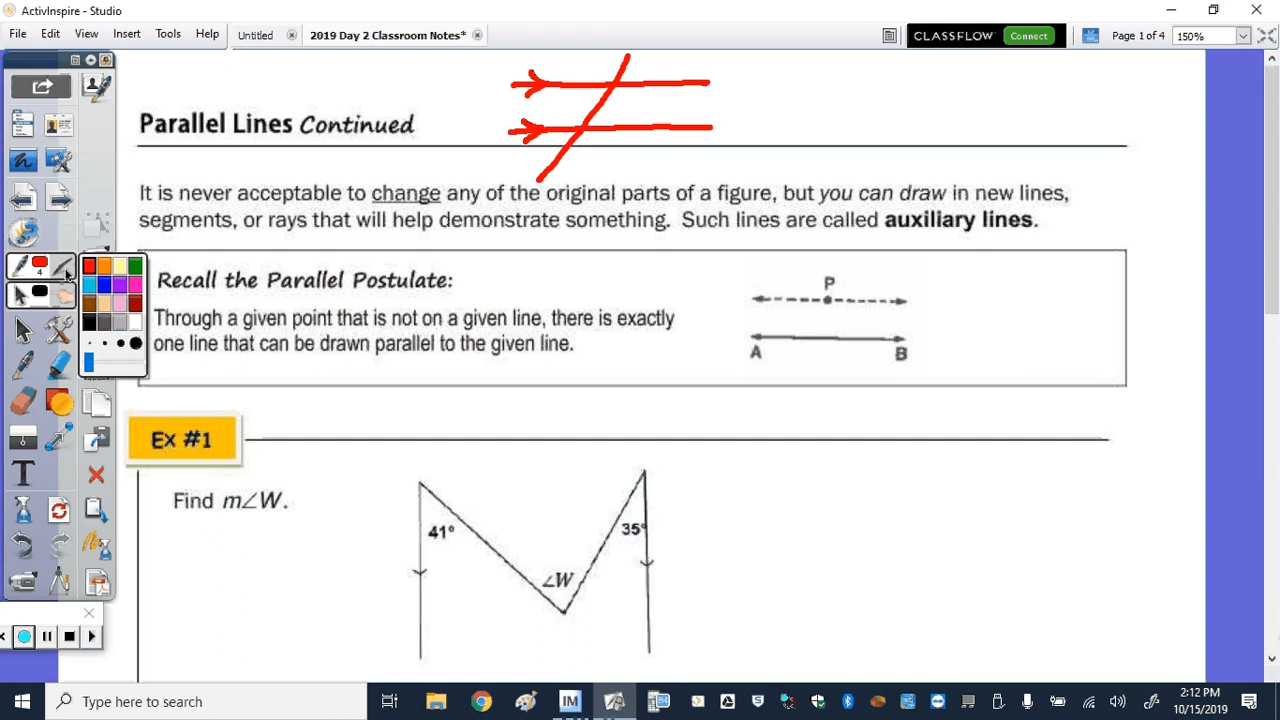 ActivInspire - Studio
File Edit View Insert Tools Help Untitled 2019 Day 2 Classroom Notes* CLASSFLOW Connect Page 1 of 4 150%
Parallel Lines Continued
It is never acceptable to change any of the original parts of a figure, but you can draw in new lines,
segments, or rays that will help demonstrate something. Such lines are called auxiliary lines.
4
Recall the Parallel Postulate:
P
Through a given point that is not on a given line, there is exactly
one line that can be drawn parallel to the given line.
A B
Ex #1
Find m∠W.
41° 35°
∠W
T
Type here to search
IM
2:12 PM
10/15/2019